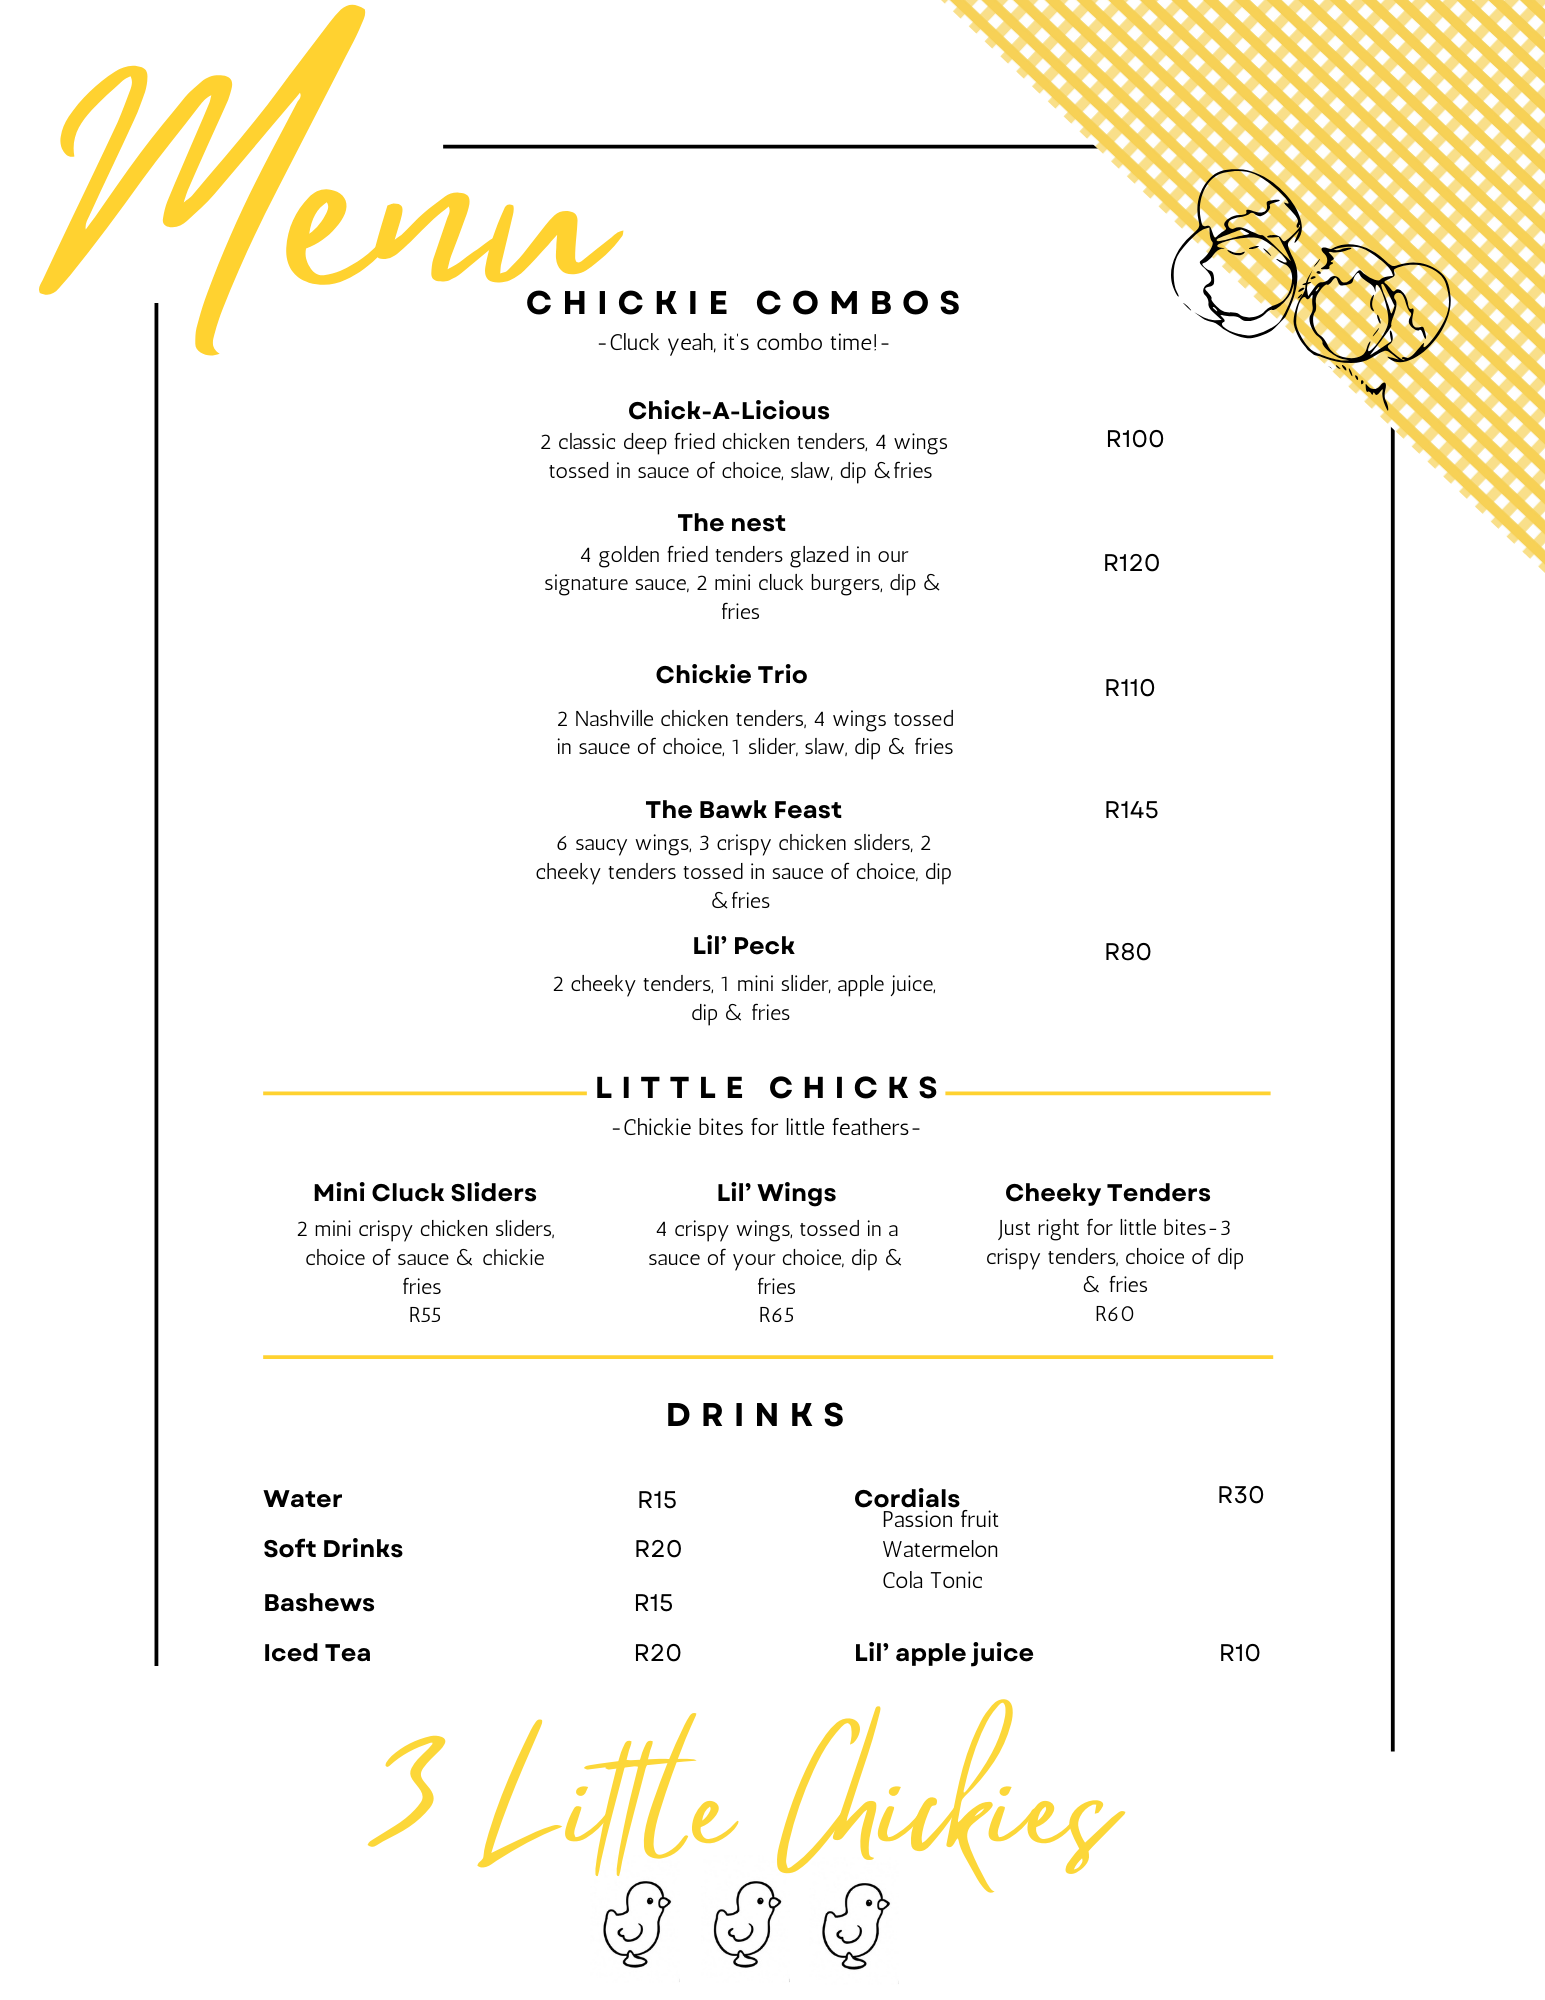 Menu
CHICKIE COMBOS
-Cluck yeah, it's combo time!-
Chick-A-Licious
2 classic deep fried chicken tenders, 4 wings
tossed in sauce of choice, slaw, dip &fries
R100
The nest
4 golden fried tenders glazed in our
signature sauce, 2 mini cluck burgers, dip &
fries
R120
Chickie Trio
2 Nashville chicken tenders, 4 wings tossed
in sauce of choice, 1 slider, slaw, dip & fries
R110
The Bawk Feast
6 saucy wings, 3 crispy chicken sliders, 2
cheeky tenders tossed in sauce of choice, dip
&fries
R145
Lil’ Peck
2 cheeky tenders, 1 mini slider, apple juice,
dip & fries
R80
LITTLE CHICKS
-Chickie bites for little feathers-
Mini Cluck Sliders
2 mini crispy chicken sliders,
choice of sauce & chickie
fries
R55
Lil’ Wings
4 crispy wings, tossed in a
sauce of your choice, dip &
fries
R65
Cheeky Tenders
Just right for little bites-3
crispy tenders, choice of dip
& fries
R60
DRINKS
Water R15
Soft Drinks R20
Bashews R15
Iced Tea R20
Cordials R30
Passion fruit
Watermelon
Cola Tonic
Lil’ apple juice R10
3 Little Chickies